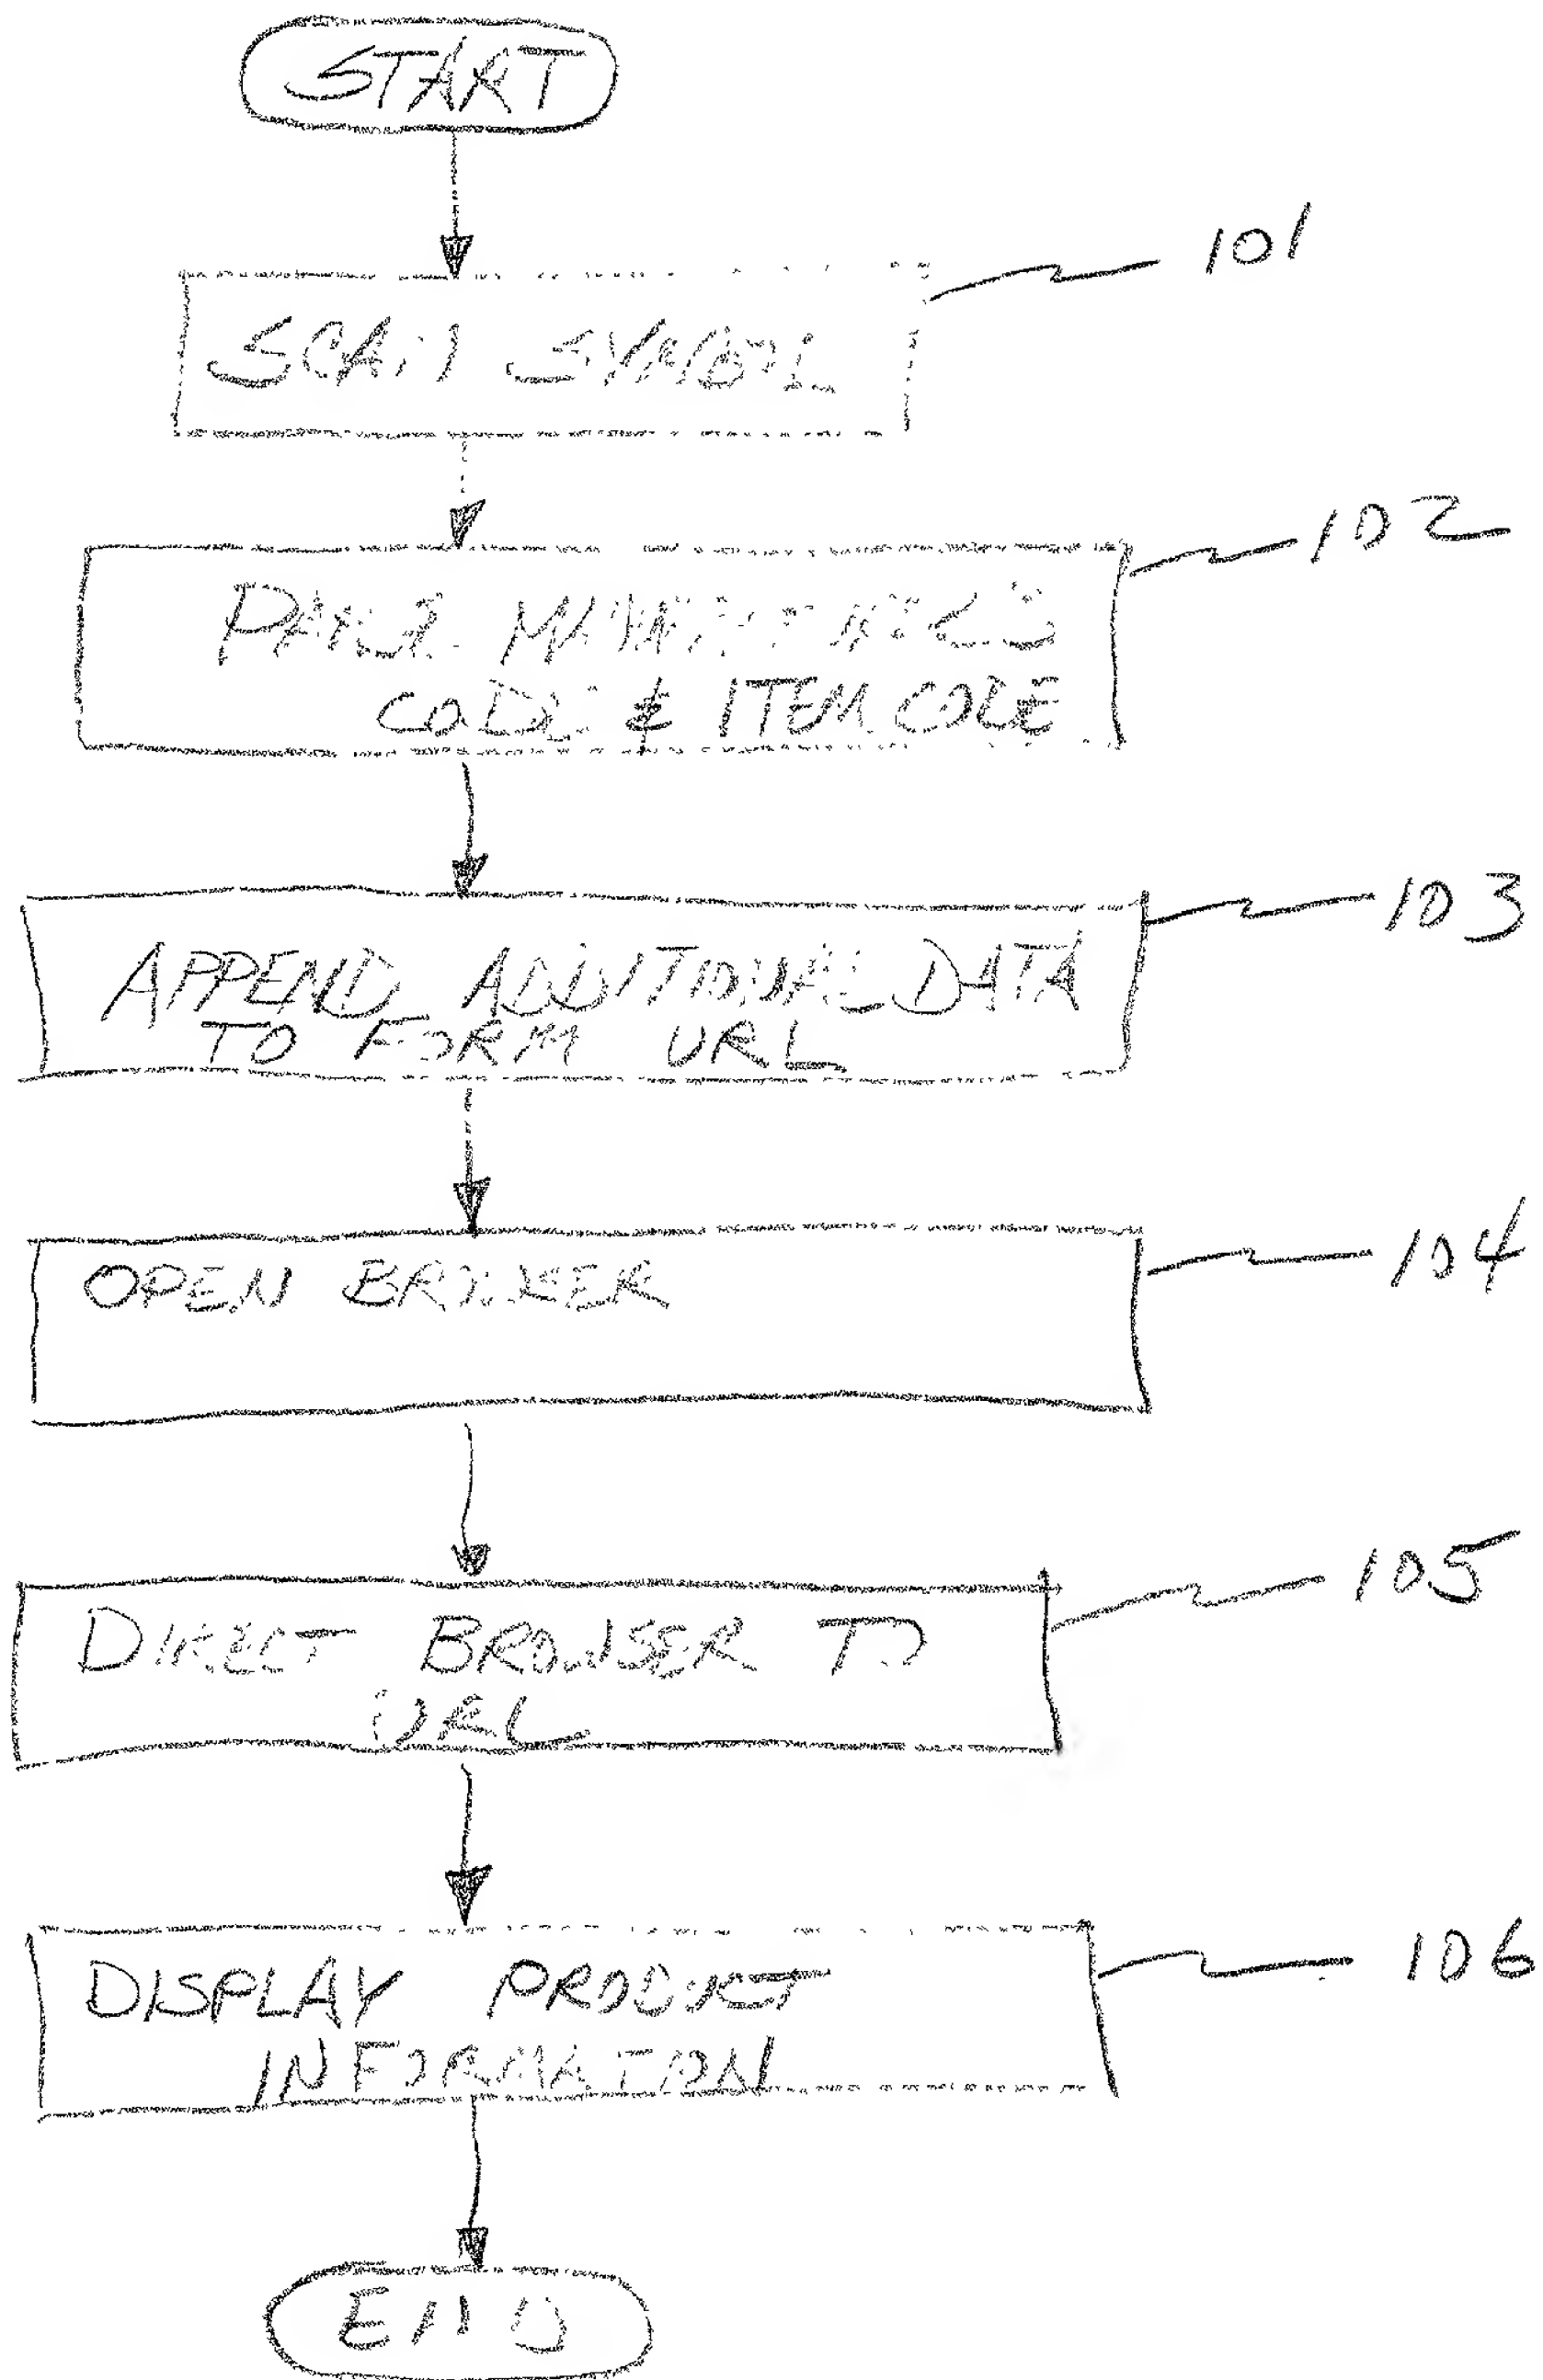 START
101
SCAN SYMBOL
102
PARSE
CODE & ITEM CODE
103
APPEND ADDITIONAL DATA
TO FORM URL
104
OPEN BROWSER
105
DIRECT BROWSER TO
URL
106
DISPLAY PRODUCT
INFORMATION
END